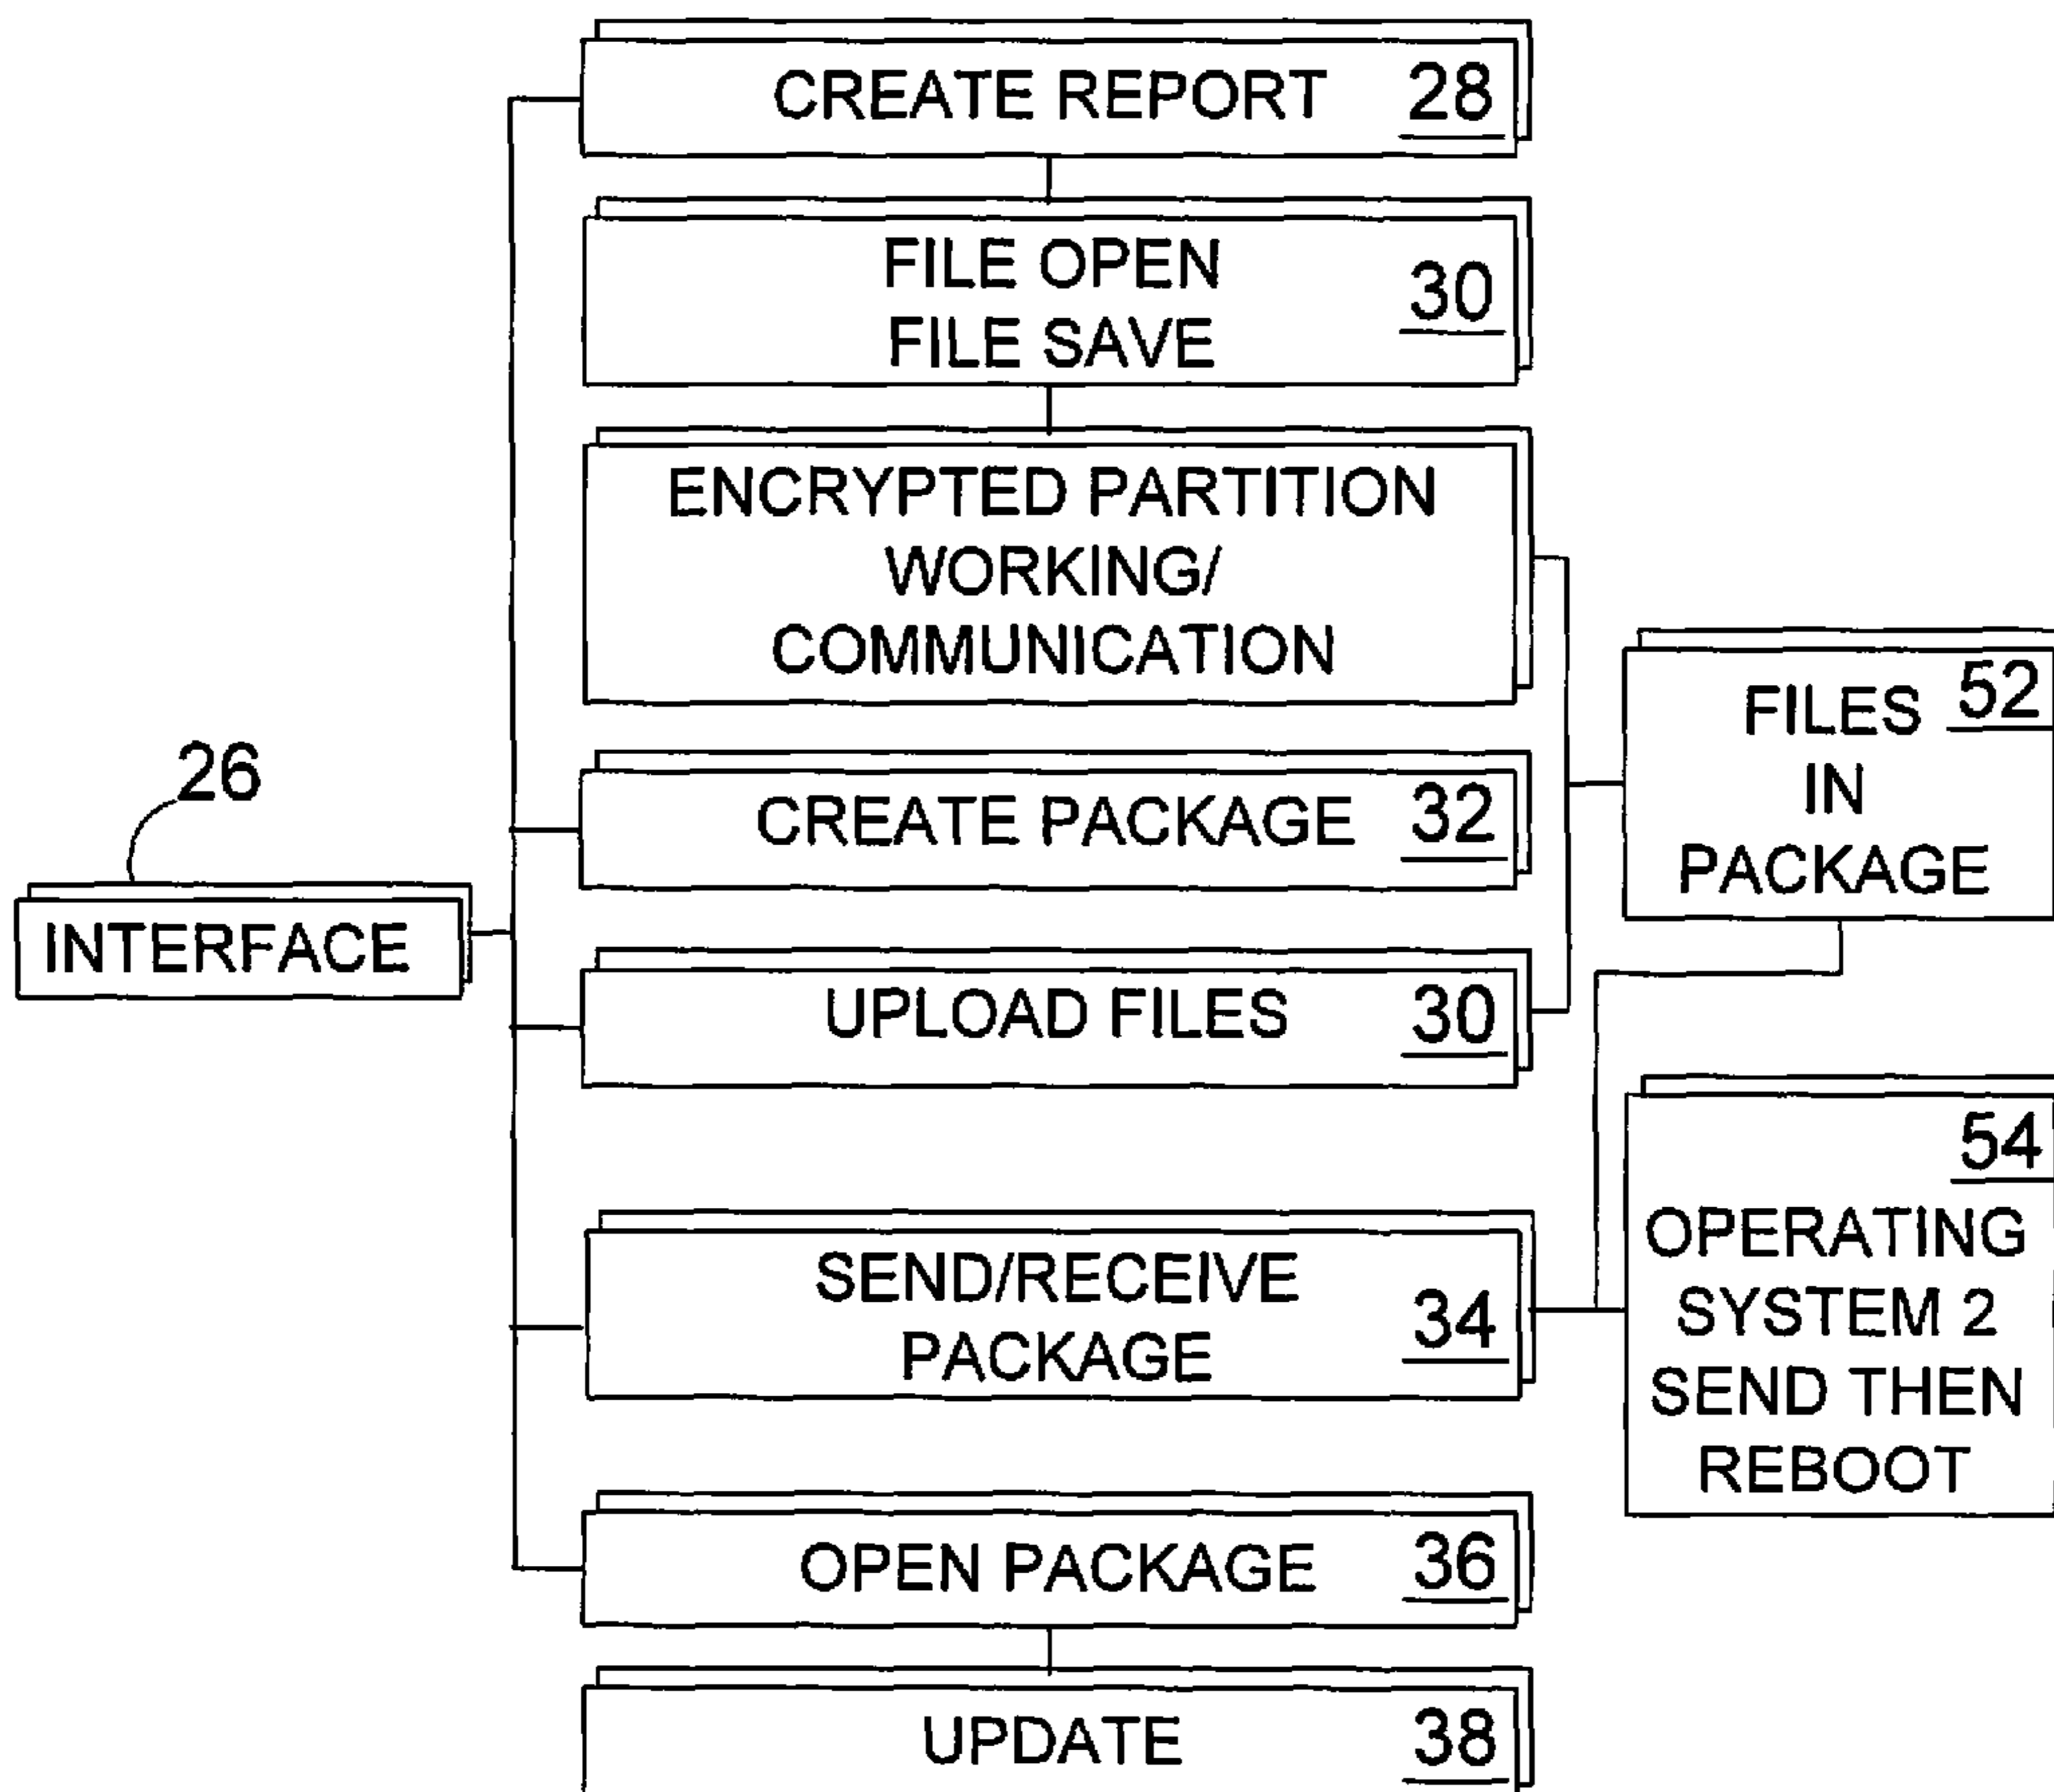 CREATE REPORT 28
FILE OPEN
FILE SAVE
30
ENCRYPTED PARTITION
WORKING/
COMMUNICATION
CREATE PACKAGE 32
26
INTERFACE
UPLOAD FILES 30
FILES 52
IN
PACKAGE
SEND/RECEIVE
PACKAGE
34
54
OPERATING
SYSTEM 2
SEND THEN
REBOOT
OPEN PACKAGE 36
UPDATE 38